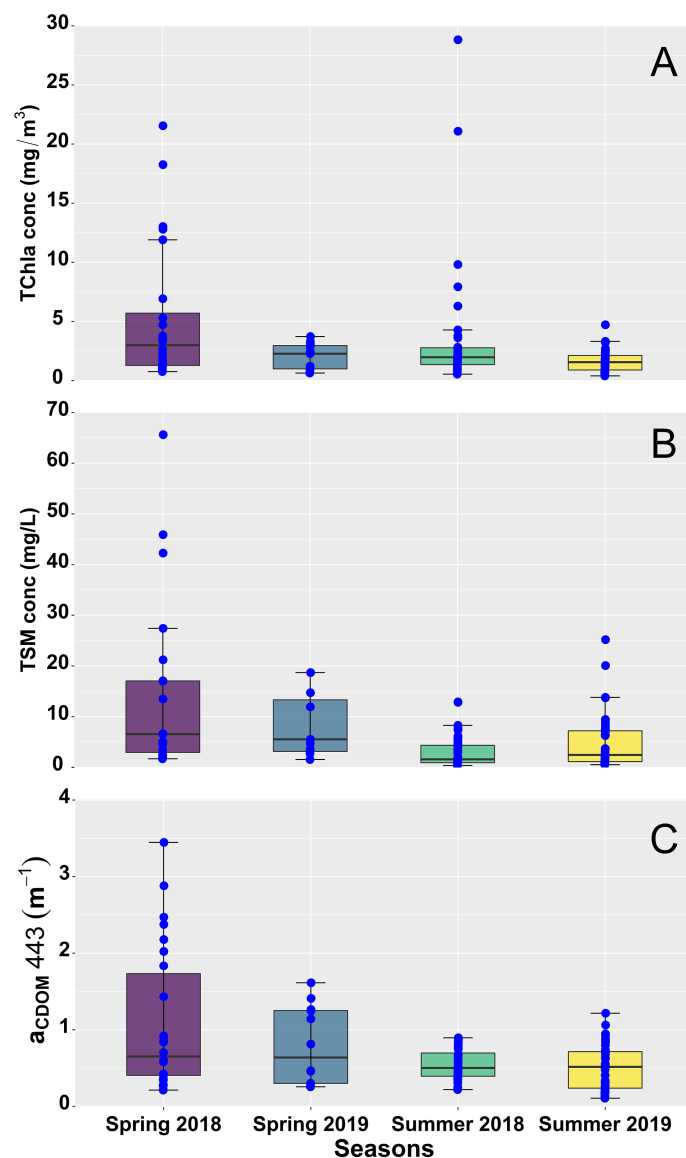 A
TChla conc (mg/m³)
30
25
20
15
10
5
0
B
TSM conc (mg/L)
70
60
50
40
30
20
10
0
C
aCDOM 443 (m⁻¹)
4
3
2
1
0
Spring 2018 Spring 2019 Summer 2018 Summer 2019
Seasons